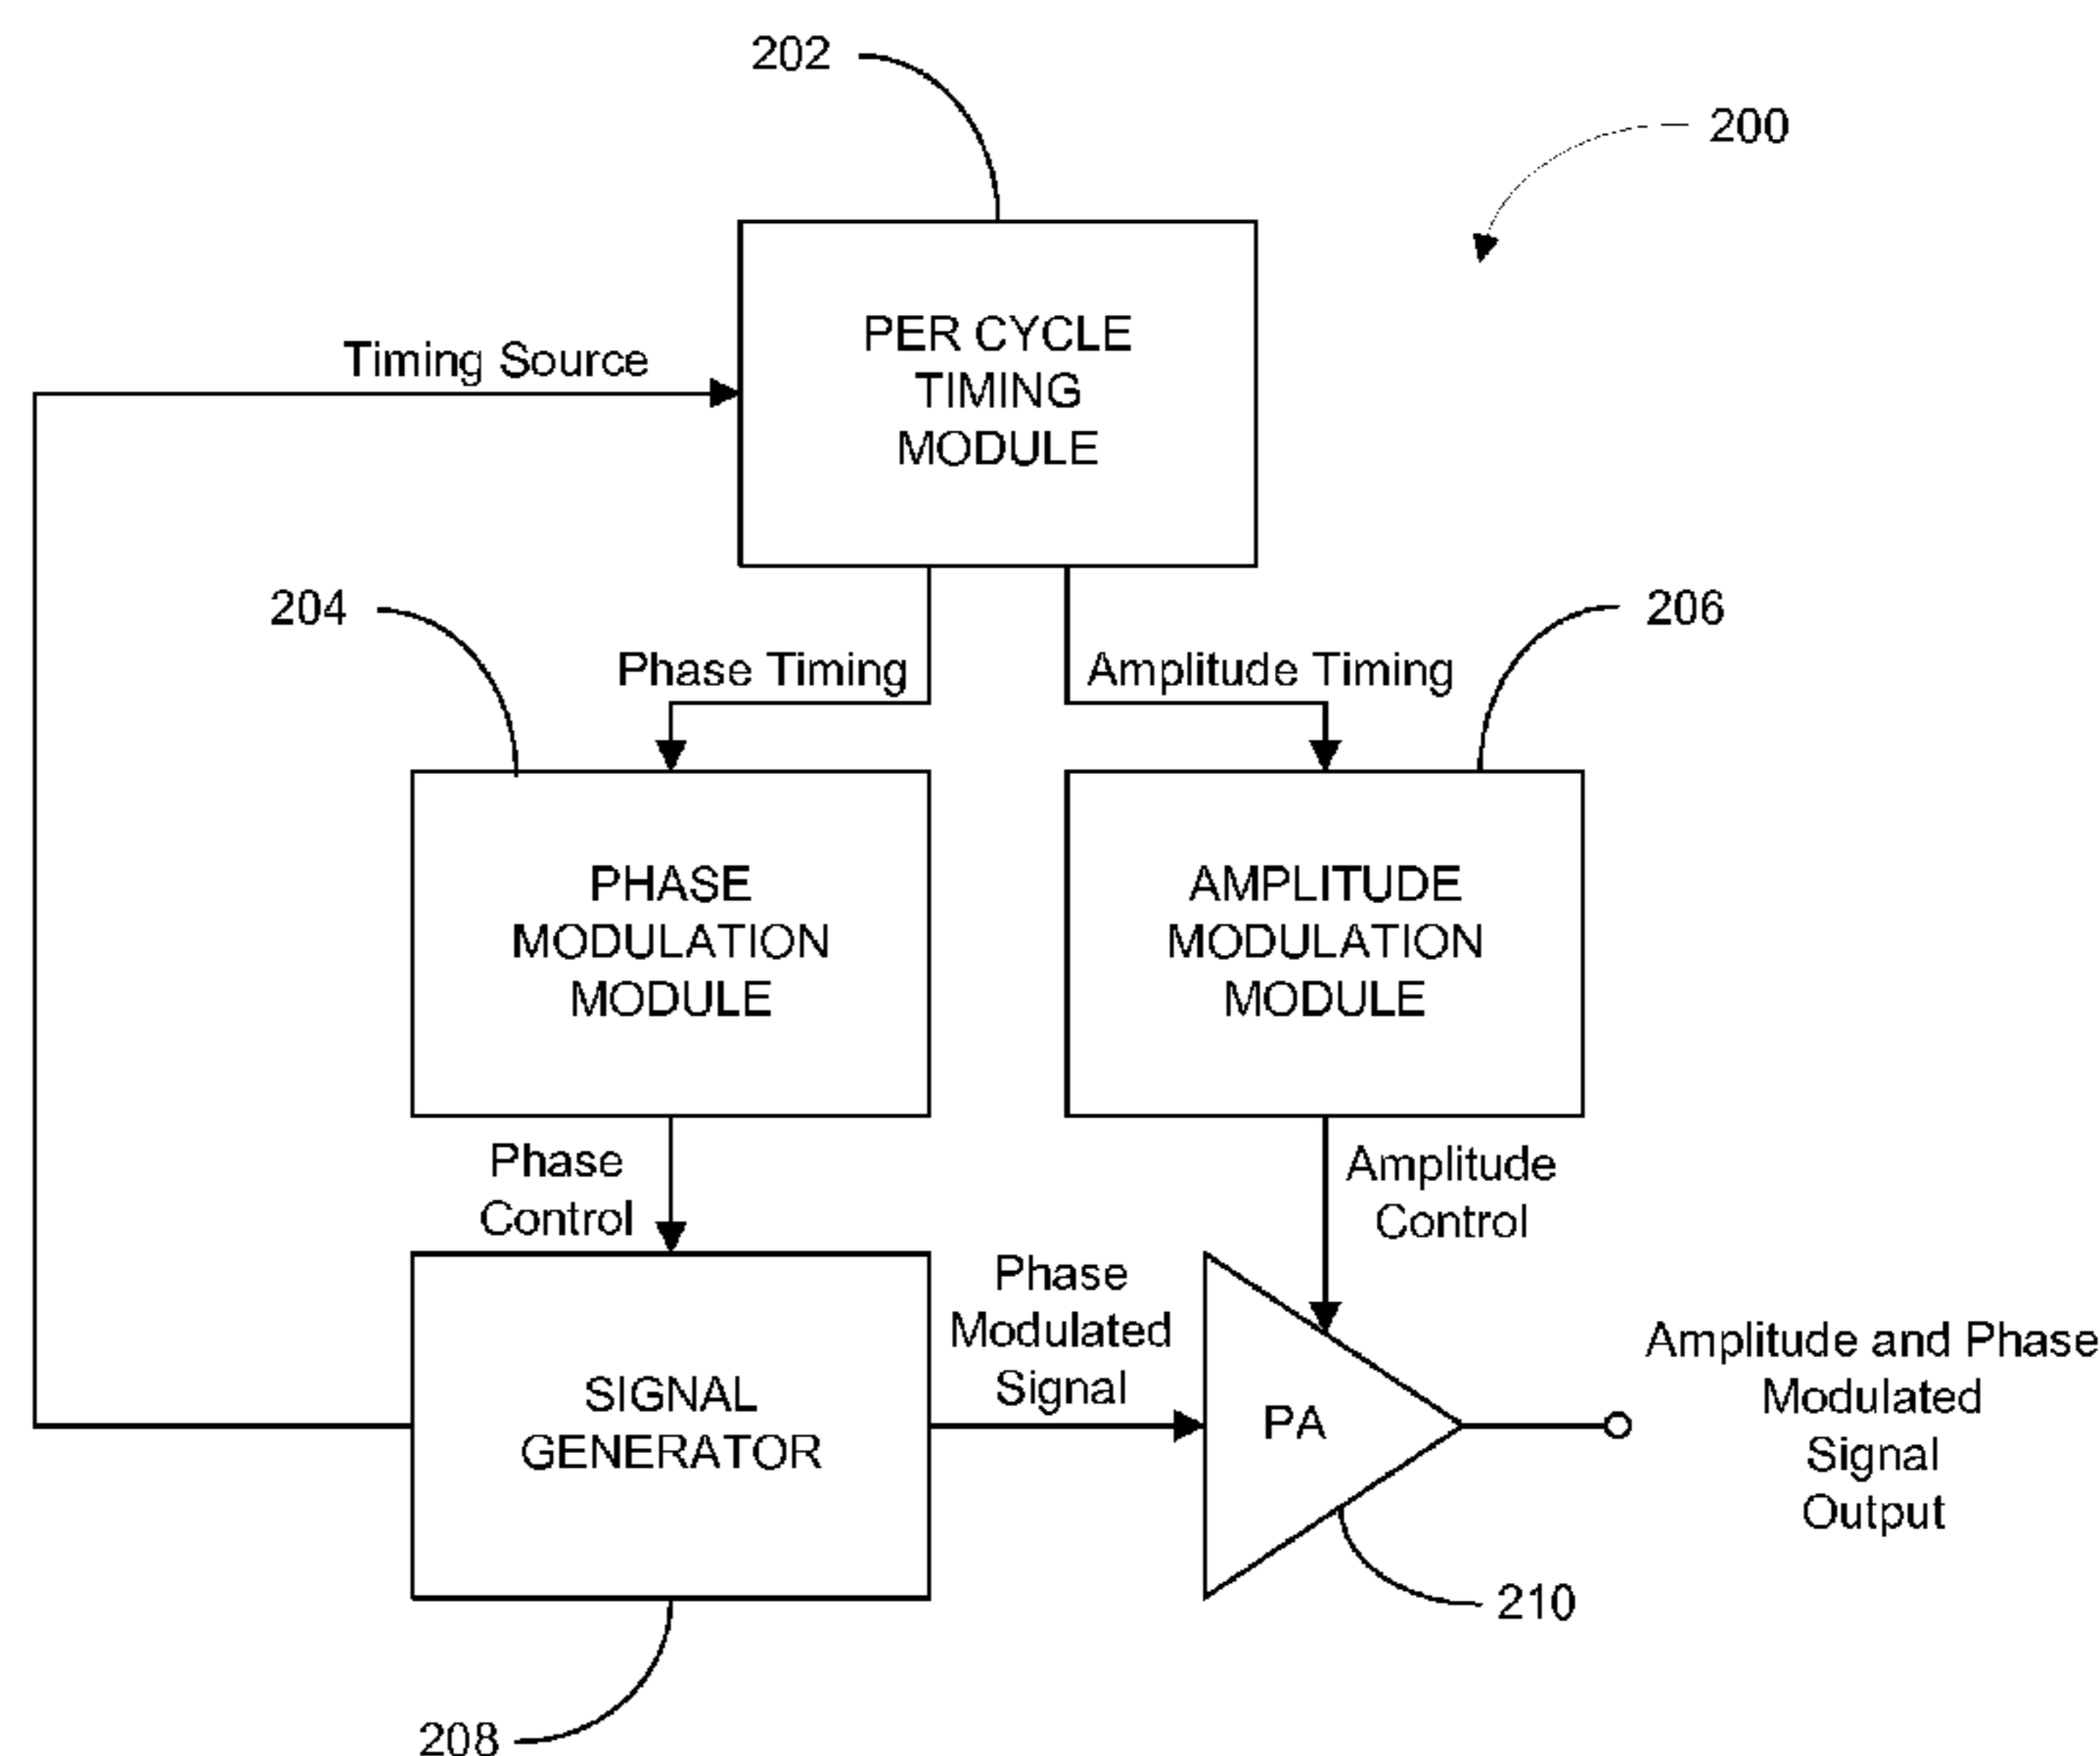 202
200
PER CYCLE
TIMING
MODULE
Timing Source
204
206
Phase Timing
Amplitude Timing
PHASE
MODULATION
MODULE
AMPLITUDE
MODULATION
MODULE
Phase
Control
Amplitude
Control
Phase
Modulated
Signal
SIGNAL
GENERATOR
PA
Amplitude and Phase
Modulated
Signal
Output
210
208